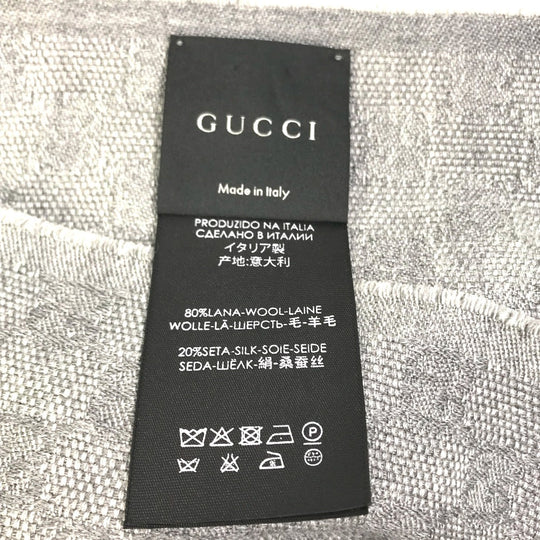 GUCCI
Made in Italy
PRODUZIDO NA ITALIA
СДЕЛАНО В ИТАЛИИ
イタリア製
产地:意大利
80%LANA-WOOL-LAINE
WOLLE-LÃ-ШЕРСТЬ-毛-羊毛
20%SETA-SILK-SOIE-SEIDE
SEDA-ШЁЛК-絹-桑蚕丝